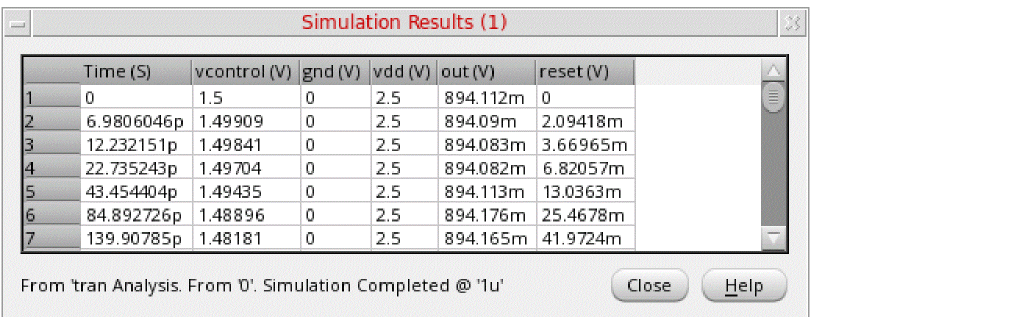 Simulation Results (1)
Time (S) vcontrol (V) gnd (V) vdd (V) out (V) reset (V)
1 0 1.5 0 2.5 894.112m 0
2 6.9806046p 1.49909 0 2.5 894.09m 2.09418m
3 12.232151p 1.49841 0 2.5 894.083m 3.66965m
4 22.735243p 1.49704 0 2.5 894.082m 6.82057m
5 43.454404p 1.49435 0 2.5 894.113m 13.0363m
6 84.892726p 1.48896 0 2.5 894.176m 25.4678m
7 139.90785p 1.48181 0 2.5 894.165m 41.9724m
From 'tran Analysis. From '0'. Simulation Completed @ '1u' Close Help